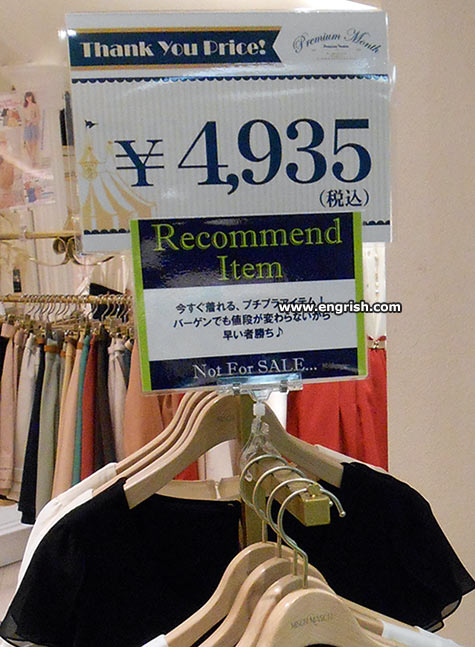 Thank You Price!
Premium Month
¥4,935
(税込)
Recommend
Item
今すぐ着れる、プチプラアイテム!
www.engrish.com
バーゲンでも値段が変わらないから
早い者勝ち♪
Not For SALE...
MISCH MASCH